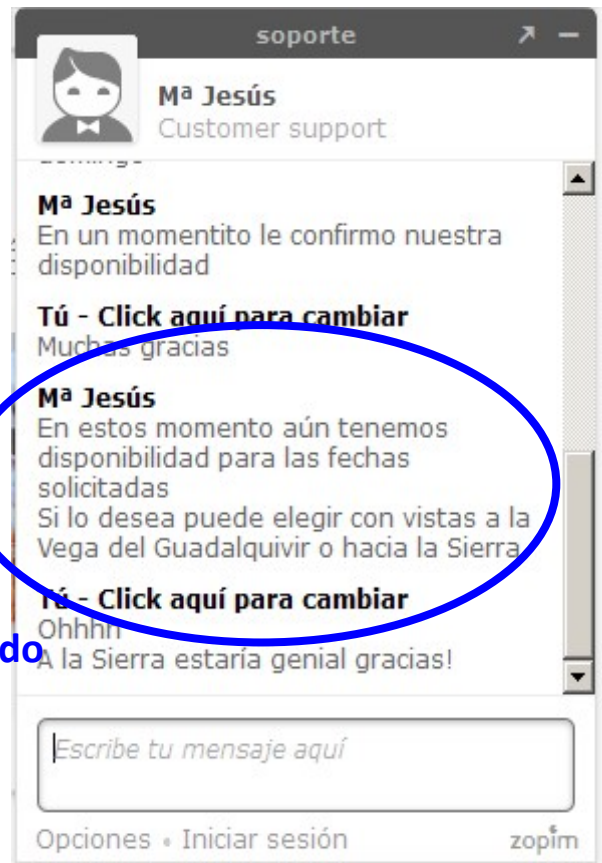 soporte
Mª Jesús
Customer support
Mª Jesús
En un momentito le confirmo nuestra
disponibilidad
Tú - Click aquí para cambiar
Muchas gracias
Mª Jesús
En estos momento aún tenemos
disponibilidad para las fechas
solicitadas
Si lo desea puede elegir con vistas a la
Vega del Guadalquivir o hacia la Sierra
Tú - Click aquí para cambiar
Ohhhh
do
A la Sierra estaría genial gracias!
Escribe tu mensaje aquí
Opciones • Iniciar sesión
zopim